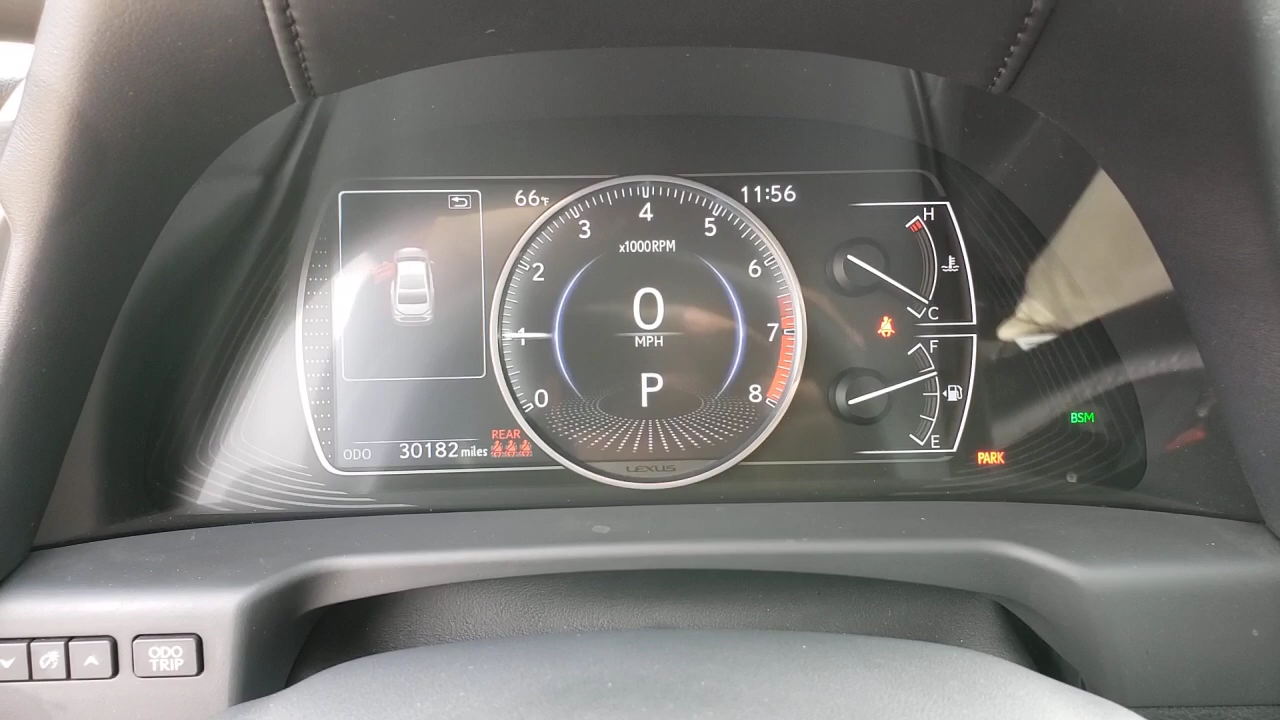 66°F
11:56
4
3
5
x1000RPM
2
6
1
7
0
8
0
MPH
P
H
C
F
E
ODO 30182 miles
REAR
LEXUS
BSM
PARK
ODO
TRIP